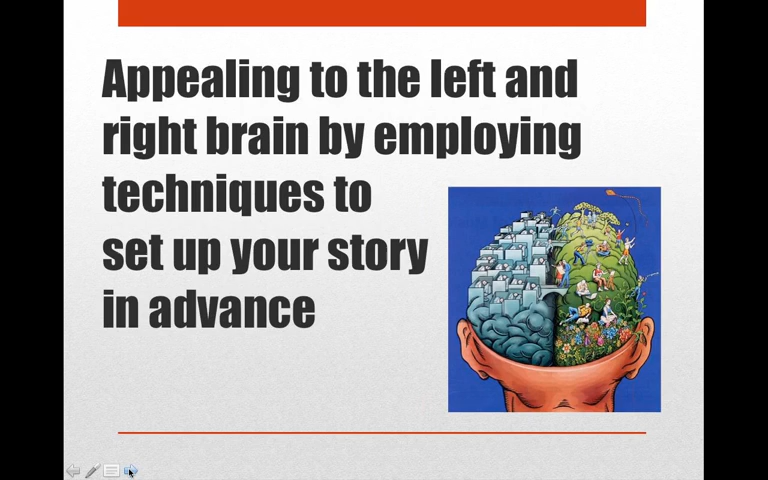 Appealing to the left and
right brain by employing
techniques to
set up your story
in advance